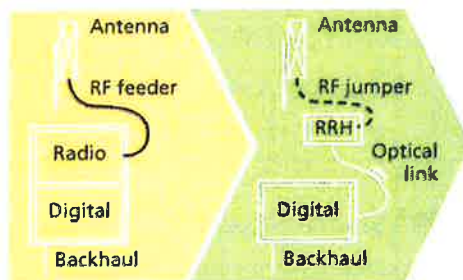 Antenna
RF feeder
Radio
Digital
Backhaul
Antenna
RF jumper
RRH
Optical
link
Digital
Backhaul